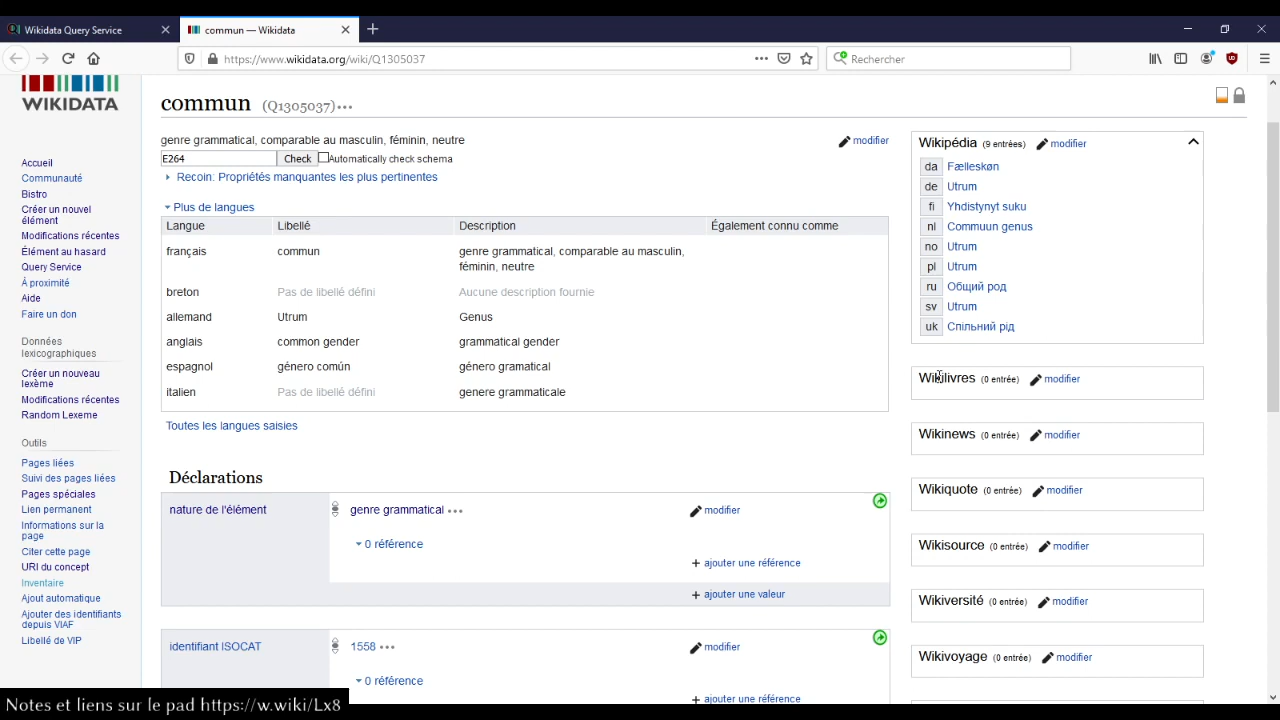 Wikidata Query Service
commun — Wikidata
https://www.wikidata.org/wiki/Q1305037
Rechercher
WIKIDATA
Accueil
Communauté
Bistro
Créer un nouvel
élément
Modifications récentes
Élément au hasard
Query Service
À proximité
Aide
Faire un don
Données
lexicographiques
Créer un nouveau
lexème
Modifications récentes
Random Lexeme
Outils
Pages liées
Suivi des pages liées
Pages spéciales
Lien permanent
Informations sur la
page
Citer cette page
URI du concept
Inventaire
Ajout automatique
Ajouter des identifiants
depuis VIAF
Libellé de VIP
commun (Q1305037)
genre grammatical, comparable au masculin, féminin, neutre
modifier
E264 Check Automatically check schema
Recoin: Propriétés manquantes les plus pertinentes
Plus de langues
Langue Libellé Description Également connu comme
français commun genre grammatical, comparable au masculin,
féminin, neutre
breton Pas de libellé défini Aucune description fournie
allemand Utrum Genus
anglais common gender grammatical gender
espagnol género común género gramatical
italien Pas de libellé défini genere grammaticale
Toutes les langues saisies
Déclarations
nature de l'élément genre grammatical modifier
0 référence
+ ajouter une référence
+ ajouter une valeur
identifiant ISOCAT 1558 modifier
0 référence
+ ajouter une référence
Wikipédia (9 entrées) modifier
da Fælleskøn
de Utrum
fi Yhdistynyt suku
nl Commuun genus
no Utrum
pl Utrum
ru Общий род
sv Utrum
uk Спільний рід
Wikilivres (0 entrée) modifier
Wikinews (0 entrée) modifier
Wikiquote (0 entrée) modifier
Wikisource (0 entrée) modifier
Wikiversité (0 entrée) modifier
Wikivoyage (0 entrée) modifier
Notes et liens sur le pad https://w.wiki/Lx8